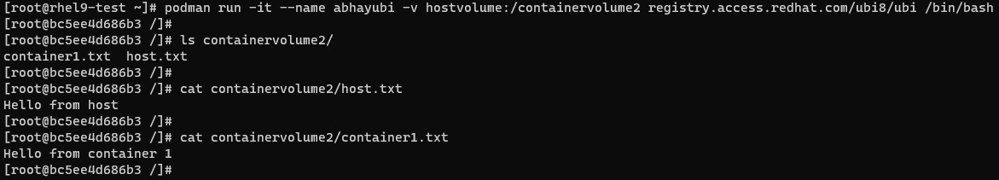 [root@rhel9-test ~]# podman run -it --name abhayubi -v hostvolume:/containervolume2 registry.access.redhat.com/ubi8/ubi /bin/bash
[root@bc5ee4d686b3 /]#
[root@bc5ee4d686b3 /]# ls containervolume2/
container1.txt  host.txt
[root@bc5ee4d686b3 /]#
[root@bc5ee4d686b3 /]# cat containervolume2/host.txt
Hello from host
[root@bc5ee4d686b3 /]#
[root@bc5ee4d686b3 /]# cat containervolume2/container1.txt
Hello from container 1
[root@bc5ee4d686b3 /]#